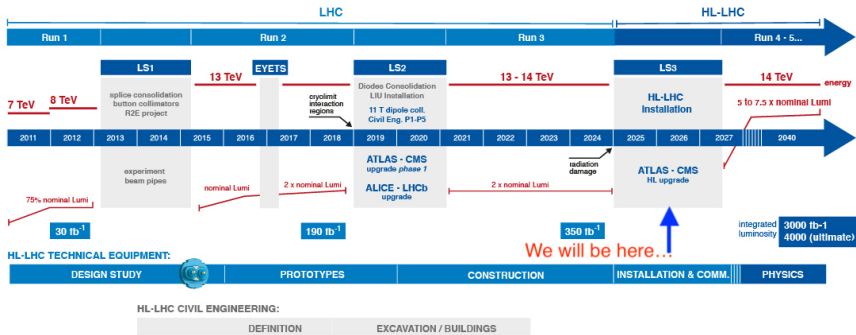 LHC HL-LHC
Run 1 Run 2 Run 3 Run 4 - 5...
LS1 EYETS LS2 LS3
13 TeV 13 - 14 TeV 14 TeV energy
splice consolidation
button collimators
R2E project
cryolimit
interaction
regions
Diodes Consolidation
LIU Installation
11 T dipole coll.
Civil Eng. P1-P5
HL-LHC
Installation
5 to 7.5 x nominal Lumi
7 TeV 8 TeV
2011 2012 2013 2014 2015 2016 2017 2018 2019 2020 2021 2022 2023 2024 2025 2026 2027 2040
experiment
beam pipes
ATLAS - CMS
upgrade phase 1
ALICE - LHCb
upgrade
radiation
damage
ATLAS - CMS
HL upgrade
75% nominal Lumi
nominal Lumi
2 x nominal Lumi
2 x nominal Lumi
30 fb-1 190 fb-1 350 fb-1
integrated
luminosity
3000 fb-1
4000 (ultimate)
We will be here...
HL-LHC TECHNICAL EQUIPMENT:
DESIGN STUDY PROTOTYPES CONSTRUCTION INSTALLATION & COMM. PHYSICS
HL-LHC CIVIL ENGINEERING:
DEFINITION EXCAVATION / BUILDINGS